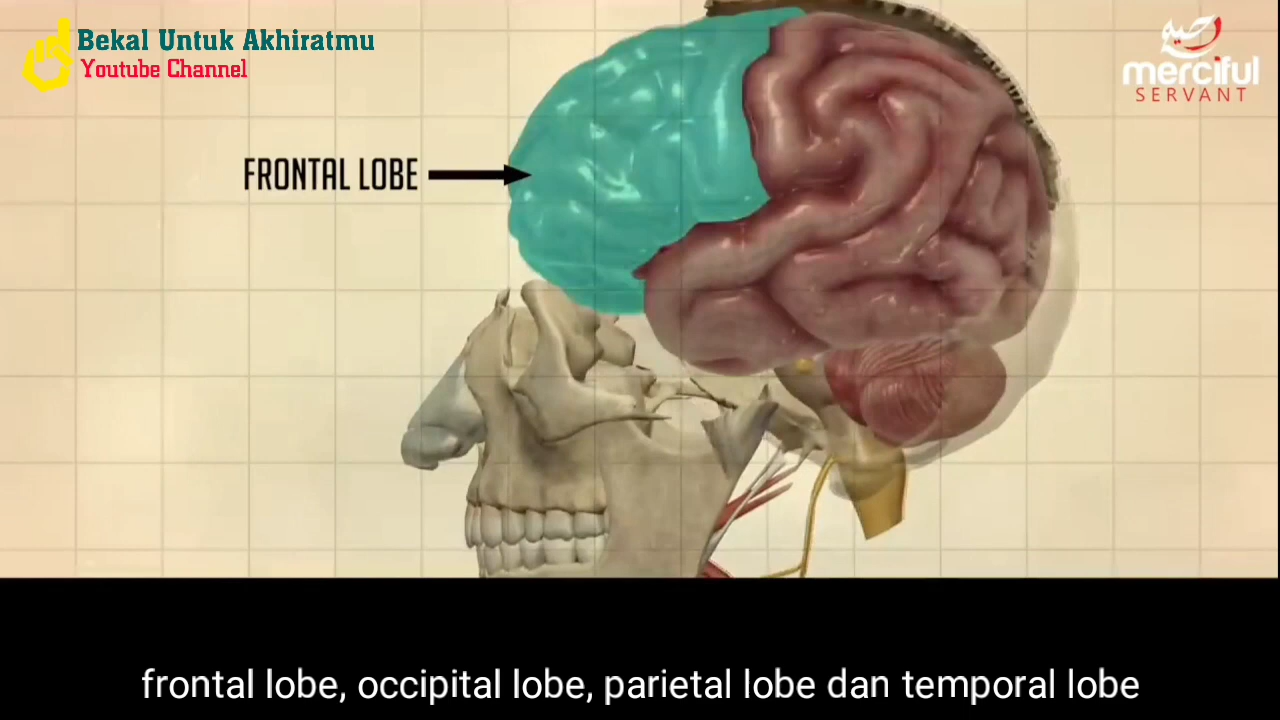 Bekal Untuk Akhiratmu
Youtube Channel
merciful
SERVANT
FRONTAL LOBE
frontal lobe, occipital lobe, parietal lobe dan temporal lobe